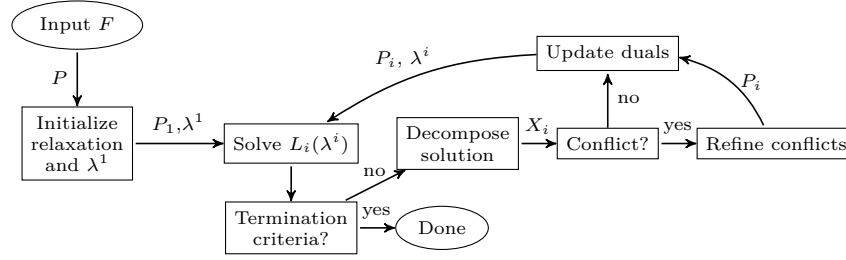 Input F
P
Initialize
relaxation
and λ¹
P₁,λ¹
Solve Lᵢ(λⁱ)
Termination
criteria?
yes
Done
no
Decompose
solution
Xᵢ
Conflict?
yes
Refine conflicts
no
Pᵢ
Update duals
Pᵢ, λⁱ